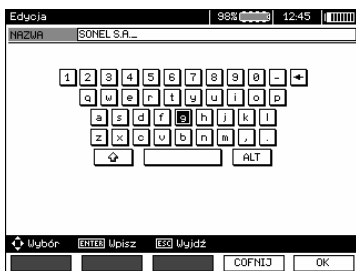 Edycja 98% 12:45
NAZWA SONEL S.A._
1 2 3 4 5 6 7 8 9 0 - ←
q w e r t y u i o p
a s d f g h j k l
z x c v b n m , .
⇧ ALT
Wybór ENTER Wpisz ESC Wyjdź
COFNIJ OK